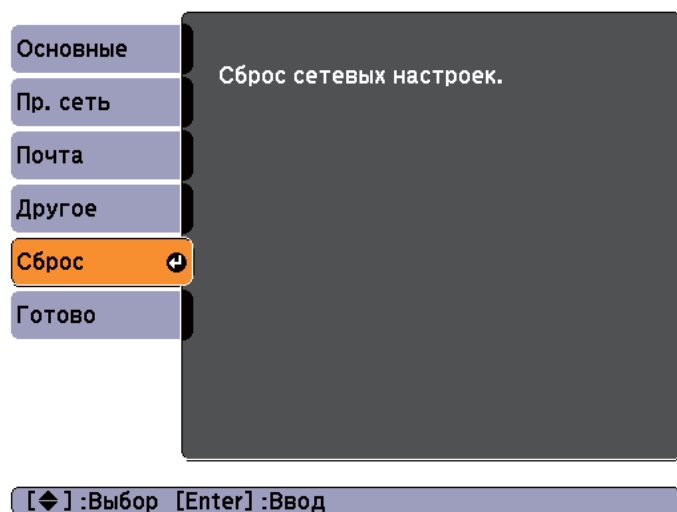 Основные
Пр. сеть
Почта
Другое
Сброс
Готово
Сброс сетевых настроек.
[◆] :Выбор [Enter] :Ввод